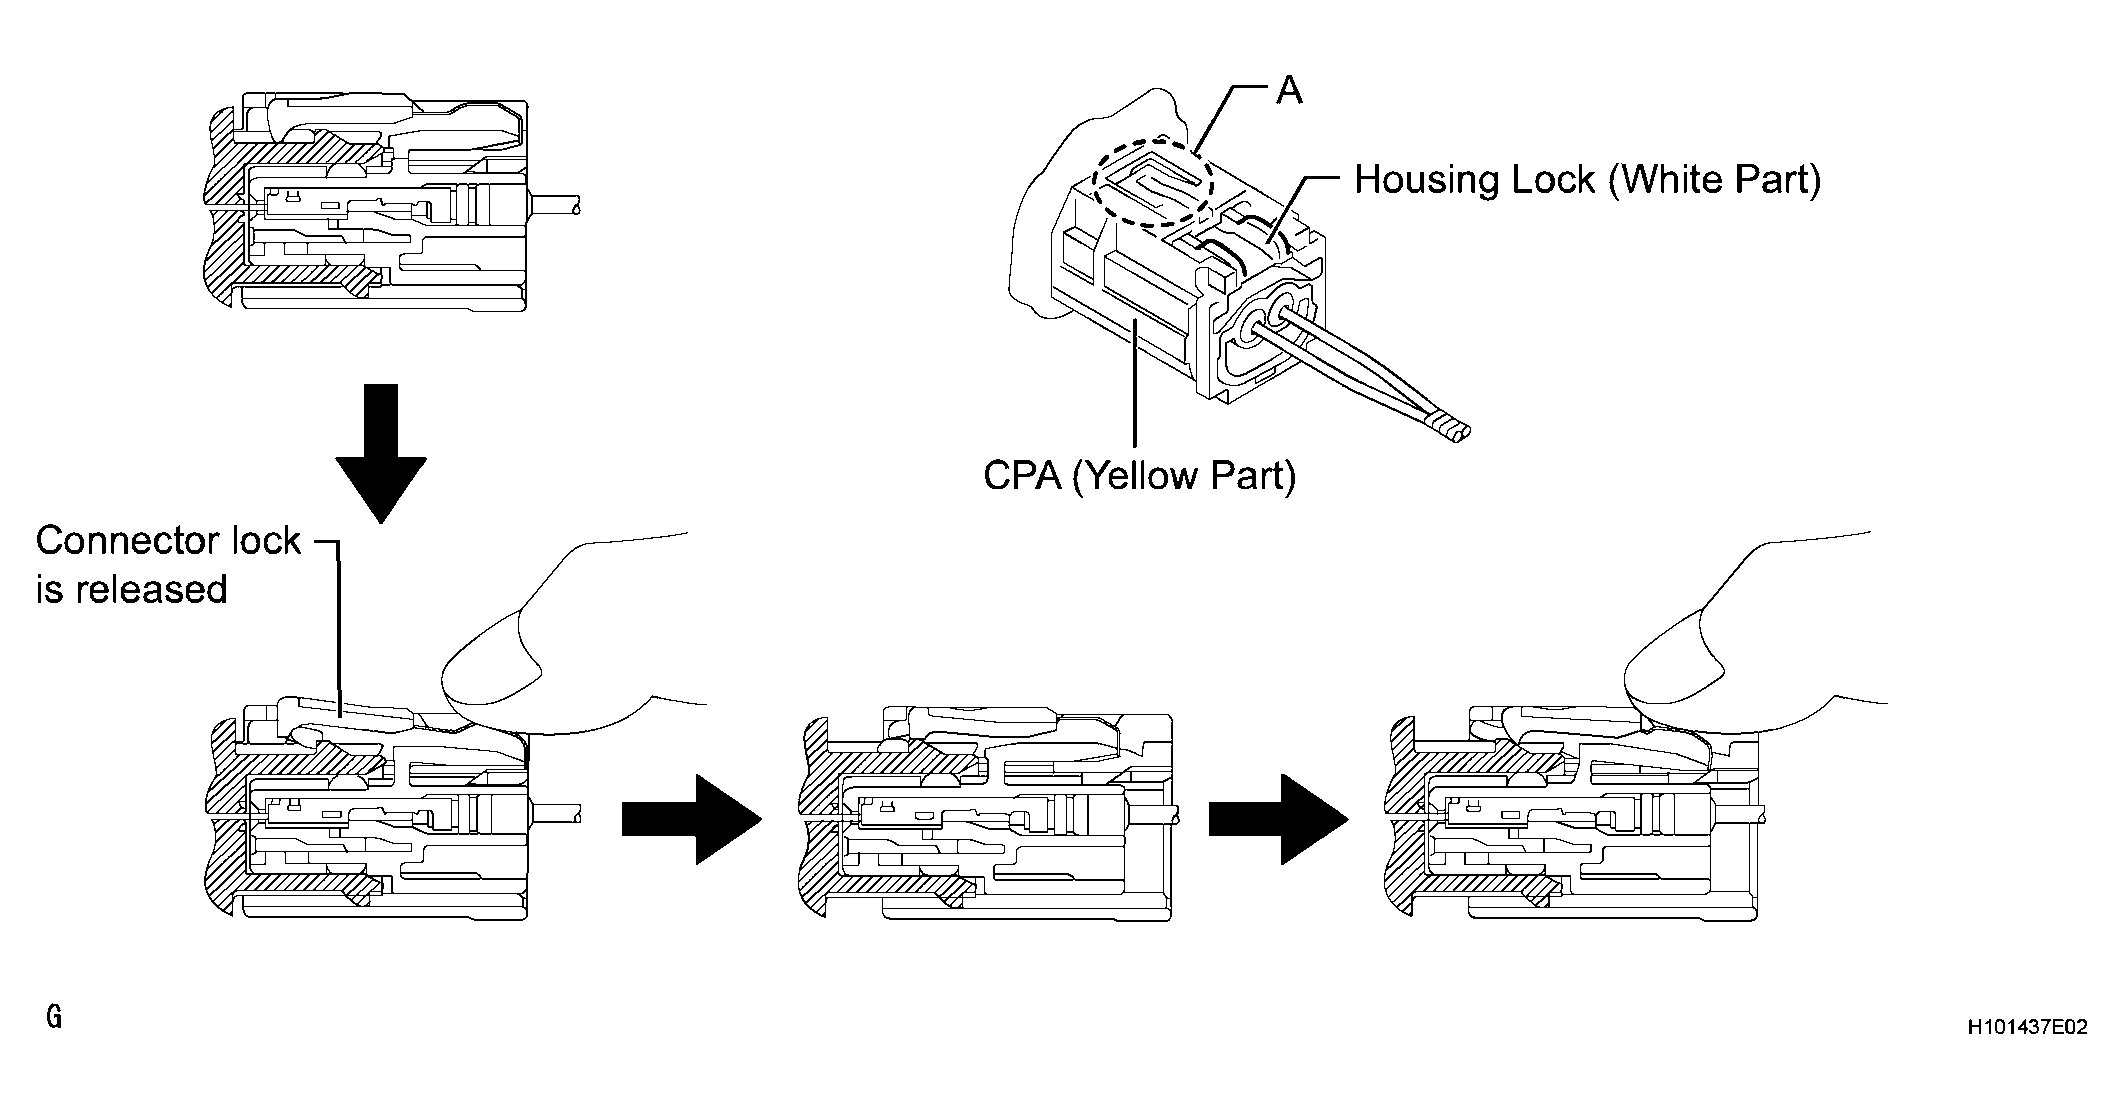 A
Housing Lock (White Part)
CPA (Yellow Part)
Connector lock
is released
G
H101437E02